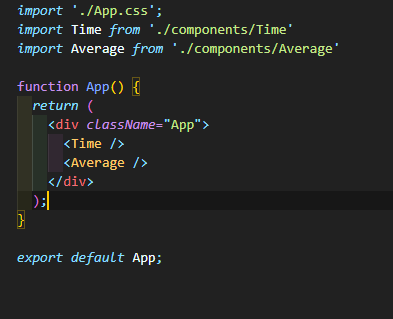 import './App.css';
import Time from './components/Time'
import Average from './components/Average'
function App() {
return (
<div className="App">
<Time />
<Average />
</div>
);
}
export default App;